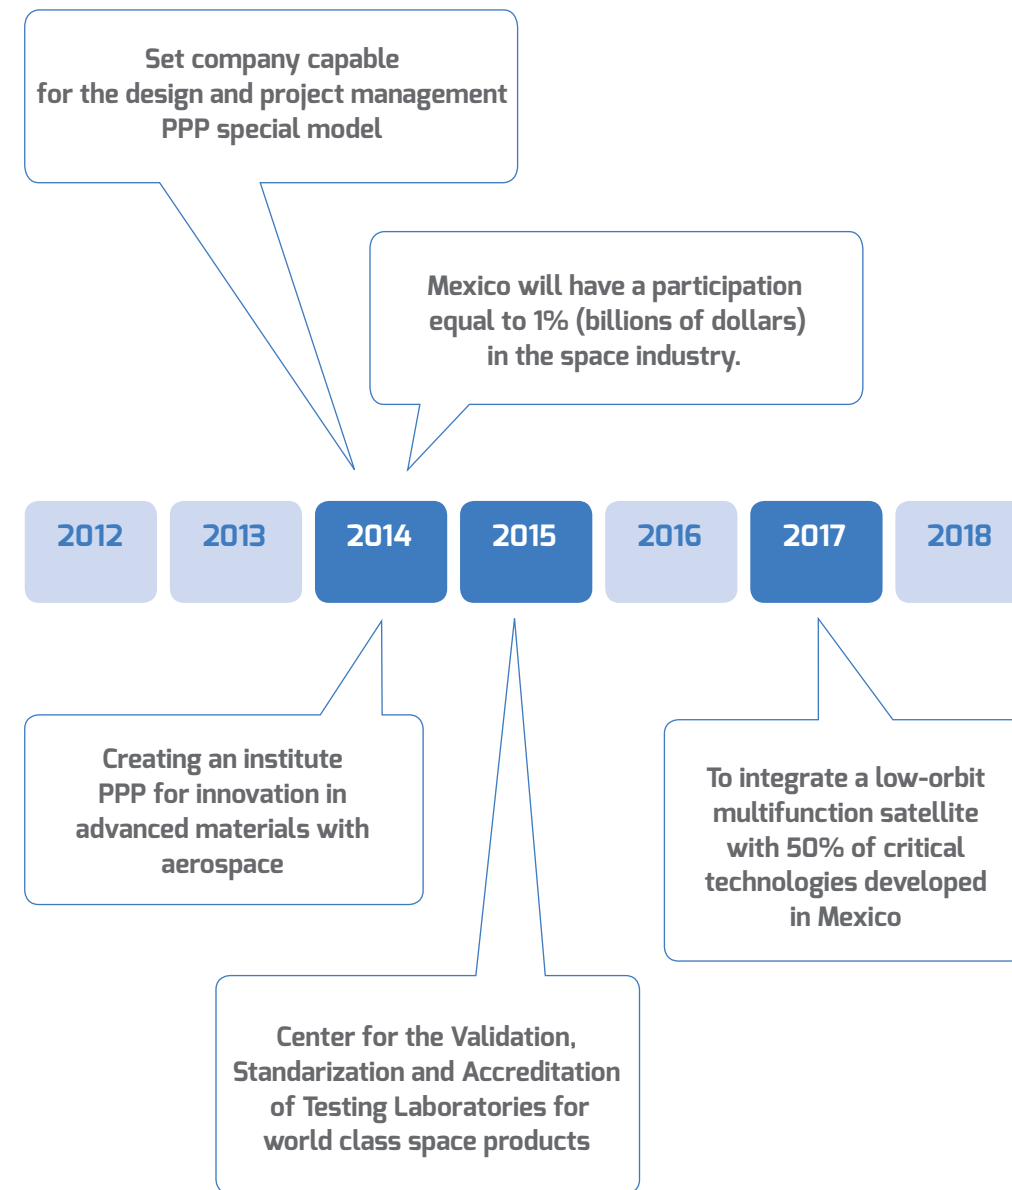 Set company capable
for the design and project management
PPP special model
Mexico will have a participation
equal to 1% (billions of dollars)
in the space industry.
2012
2013
2014
2015
2016
2017
2018
Creating an institute
PPP for innovation in
advanced materials with
aerospace
To integrate a low-orbit
multifunction satellite
with 50% of critical
technologies developed
in Mexico
Center for the Validation,
Standarization and Accreditation
of Testing Laboratories for
world class space products